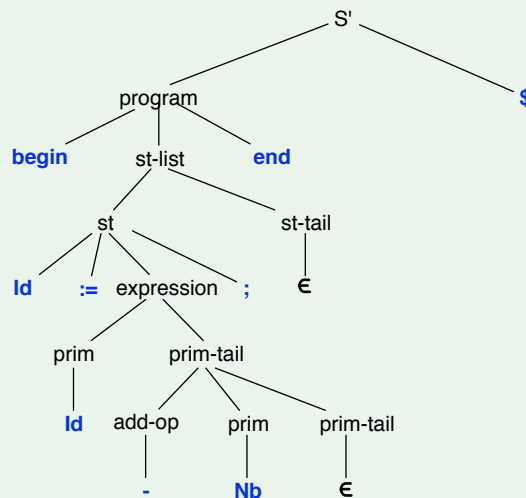 S'
program $
begin st-list end
st st-tail
Id := expression ; ϵ
prim prim-tail
Id add-op prim prim-tail
- Nb ϵ